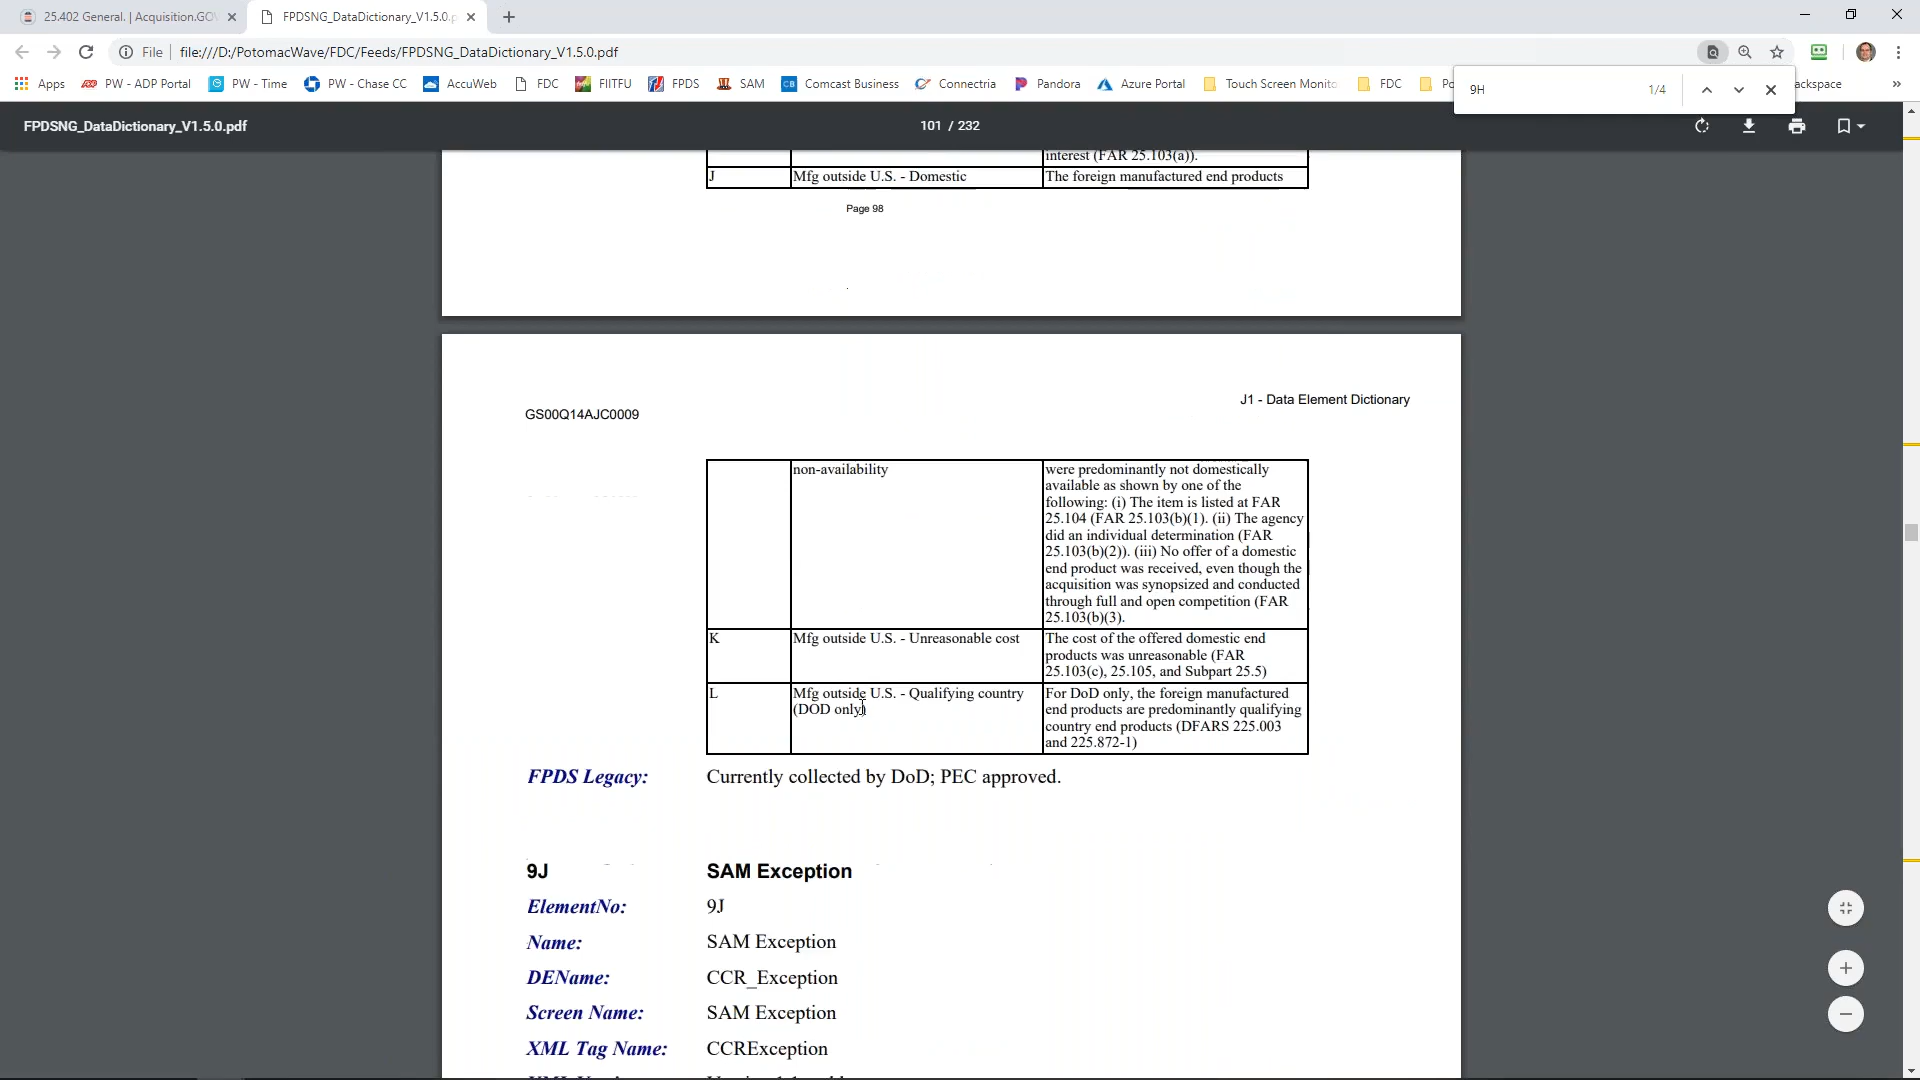 25.402 General. | Acquisition.GOV
FPDSNG_DataDictionary_V1.5.0.p
File
file:///D:/PotomacWave/FDC/Feeds/FPDSNG_DataDictionary_V1.5.0.pdf
Apps
PW - ADP Portal
PW - Time
PW - Chase CC
AccuWeb
FDC
FIITFU
FPDS
SAM
Comcast Business
Connectria
Pandora
Azure Portal
Touch Screen Monito
FDC
ackspace
9H
1/4
FPDSNG_DataDictionary_V1.5.0.pdf
101 / 232
interest (FAR 25.103(a)).
J
Mfg outside U.S. - Domestic
The foreign manufactured end products
Page 98
GS00Q14AJC0009
J1 - Data Element Dictionary
non-availability
were predominantly not domestically
available as shown by one of the
following: (i) The item is listed at FAR
25.104 (FAR 25.103(b)(1). (ii) The agency
did an individual determination (FAR
25.103(b)(2)). (iii) No offer of a domestic
end product was received, even though the
acquisition was synopsized and conducted
through full and open competition (FAR
25.103(b)(3).
K
Mfg outside U.S. - Unreasonable cost
The cost of the offered domestic end
products was unreasonable (FAR
25.103(c), 25.105, and Subpart 25.5)
L
Mfg outside U.S. - Qualifying country
(DOD only)
For DoD only, the foreign manufactured
end products are predominantly qualifying
country end products (DFARS 225.003
and 225.872-1)
FPDS Legacy:
Currently collected by DoD; PEC approved.
9J
SAM Exception
ElementNo:
9J
Name:
SAM Exception
DEName:
CCR_Exception
Screen Name:
SAM Exception
XML Tag Name:
CCRException